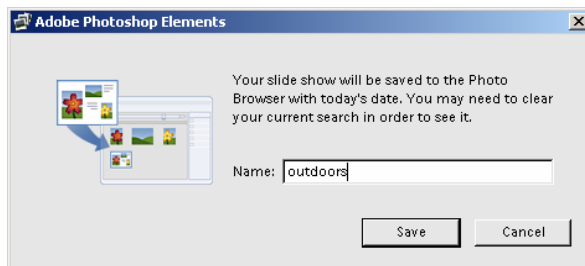 Adobe Photoshop Elements
Your slide show will be saved to the Photo
Browser with today's date. You may need to clear
your current search in order to see it.
Name: outdoors
Save Cancel